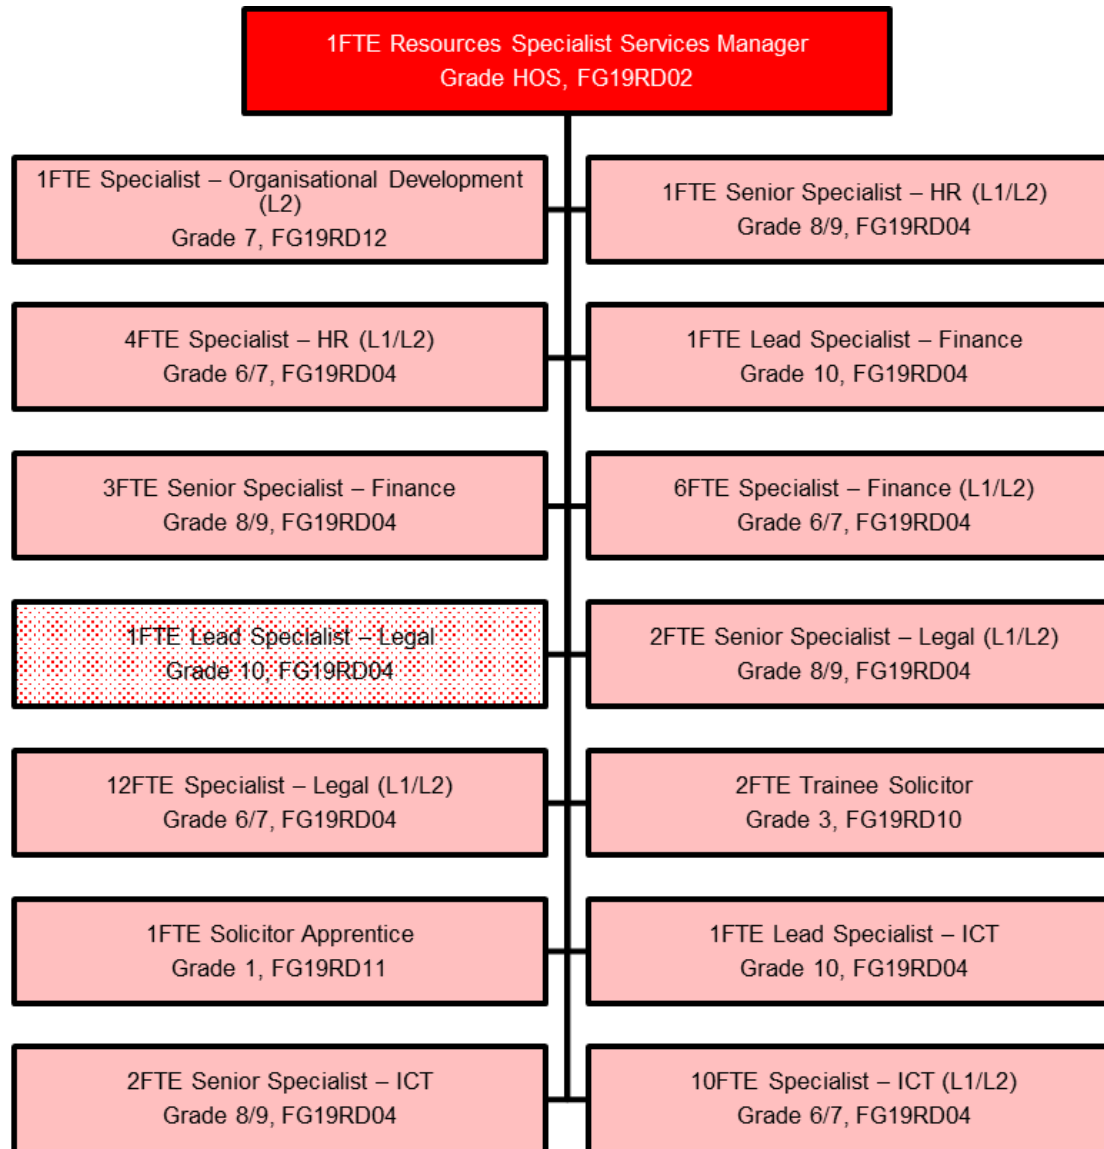 1FTE Resources Specialist Services Manager
Grade HOS, FG19RD02
1FTE Specialist – Organisational Development
(L2)
Grade 7, FG19RD12
1FTE Senior Specialist – HR (L1/L2)
Grade 8/9, FG19RD04
4FTE Specialist – HR (L1/L2)
Grade 6/7, FG19RD04
1FTE Lead Specialist – Finance
Grade 10, FG19RD04
3FTE Senior Specialist – Finance
Grade 8/9, FG19RD04
6FTE Specialist – Finance (L1/L2)
Grade 6/7, FG19RD04
1FTE Lead Specialist – Legal
Grade 10, FG19RD04
2FTE Senior Specialist – Legal (L1/L2)
Grade 8/9, FG19RD04
12FTE Specialist – Legal (L1/L2)
Grade 6/7, FG19RD04
2FTE Trainee Solicitor
Grade 3, FG19RD10
1FTE Solicitor Apprentice
Grade 1, FG19RD11
1FTE Lead Specialist – ICT
Grade 10, FG19RD04
2FTE Senior Specialist – ICT
Grade 8/9, FG19RD04
10FTE Specialist – ICT (L1/L2)
Grade 6/7, FG19RD04